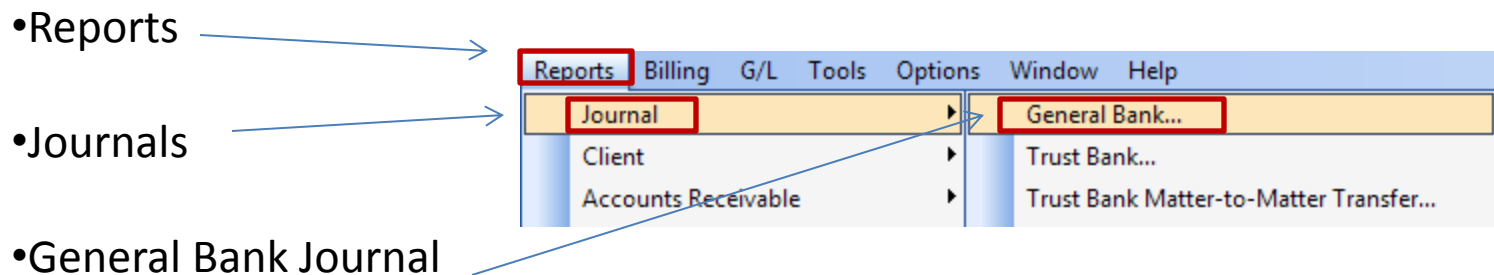 •Reports
Reports Billing G/L Tools Options Window Help
Journal General Bank...
•Journals
Client Trust Bank...
Accounts Receivable Trust Bank Matter-to-Matter Transfer...
•General Bank Journal